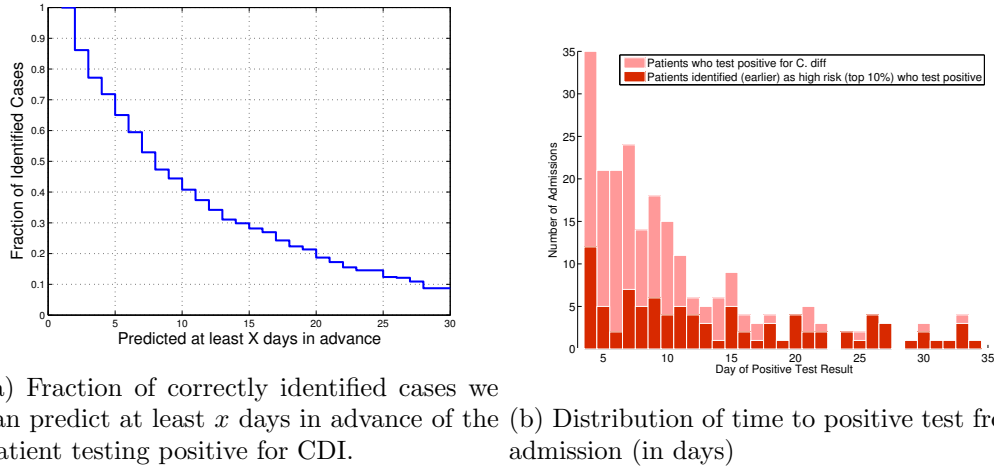 1
0.9
0.8
0.7
0.6
0.5
0.4
0.3
0.2
0.1
0
0 5 10 15 20 25 30
Fraction of Identified Cases
Predicted at least X days in advance
35
30
25
20
15
10
5
0
5 10 15 20 25 30 35
Number of Admissions
Day of Positive Test Result
Patients who test positive for C. diff
Patients identified (earlier) as high risk (top 10%) who test positive
a) Fraction of correctly identified cases we
an predict at least x days in advance of the
atient testing positive for CDI.
(b) Distribution of time to positive test fr
admission (in days)